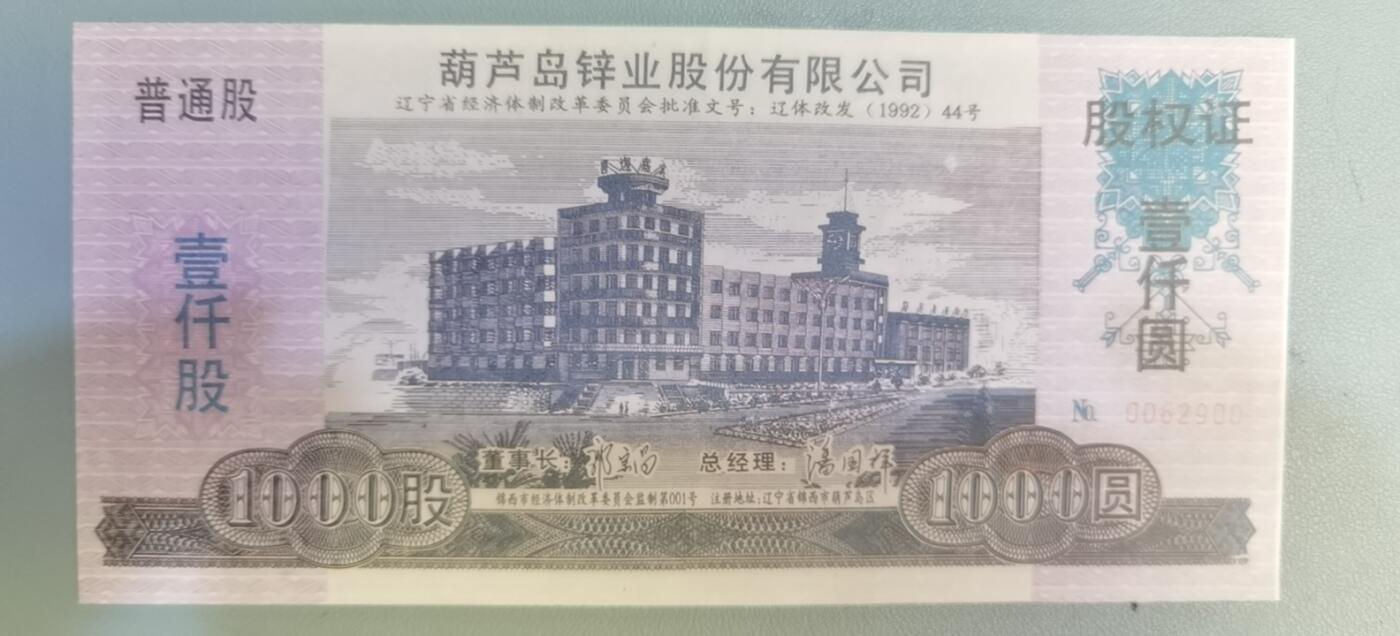 葫芦岛锌业股份有限公司
辽宁省经济体制改革委员会批准文号：辽体改发（1992）44号
普通股
股权证
壹仟股
壹仟圆
No. 0062900
董事长：
总经理：
锦西市经济体制改革委员会监制第001号 注册地址：辽宁省锦西市葫芦岛区
1000股
1000圆